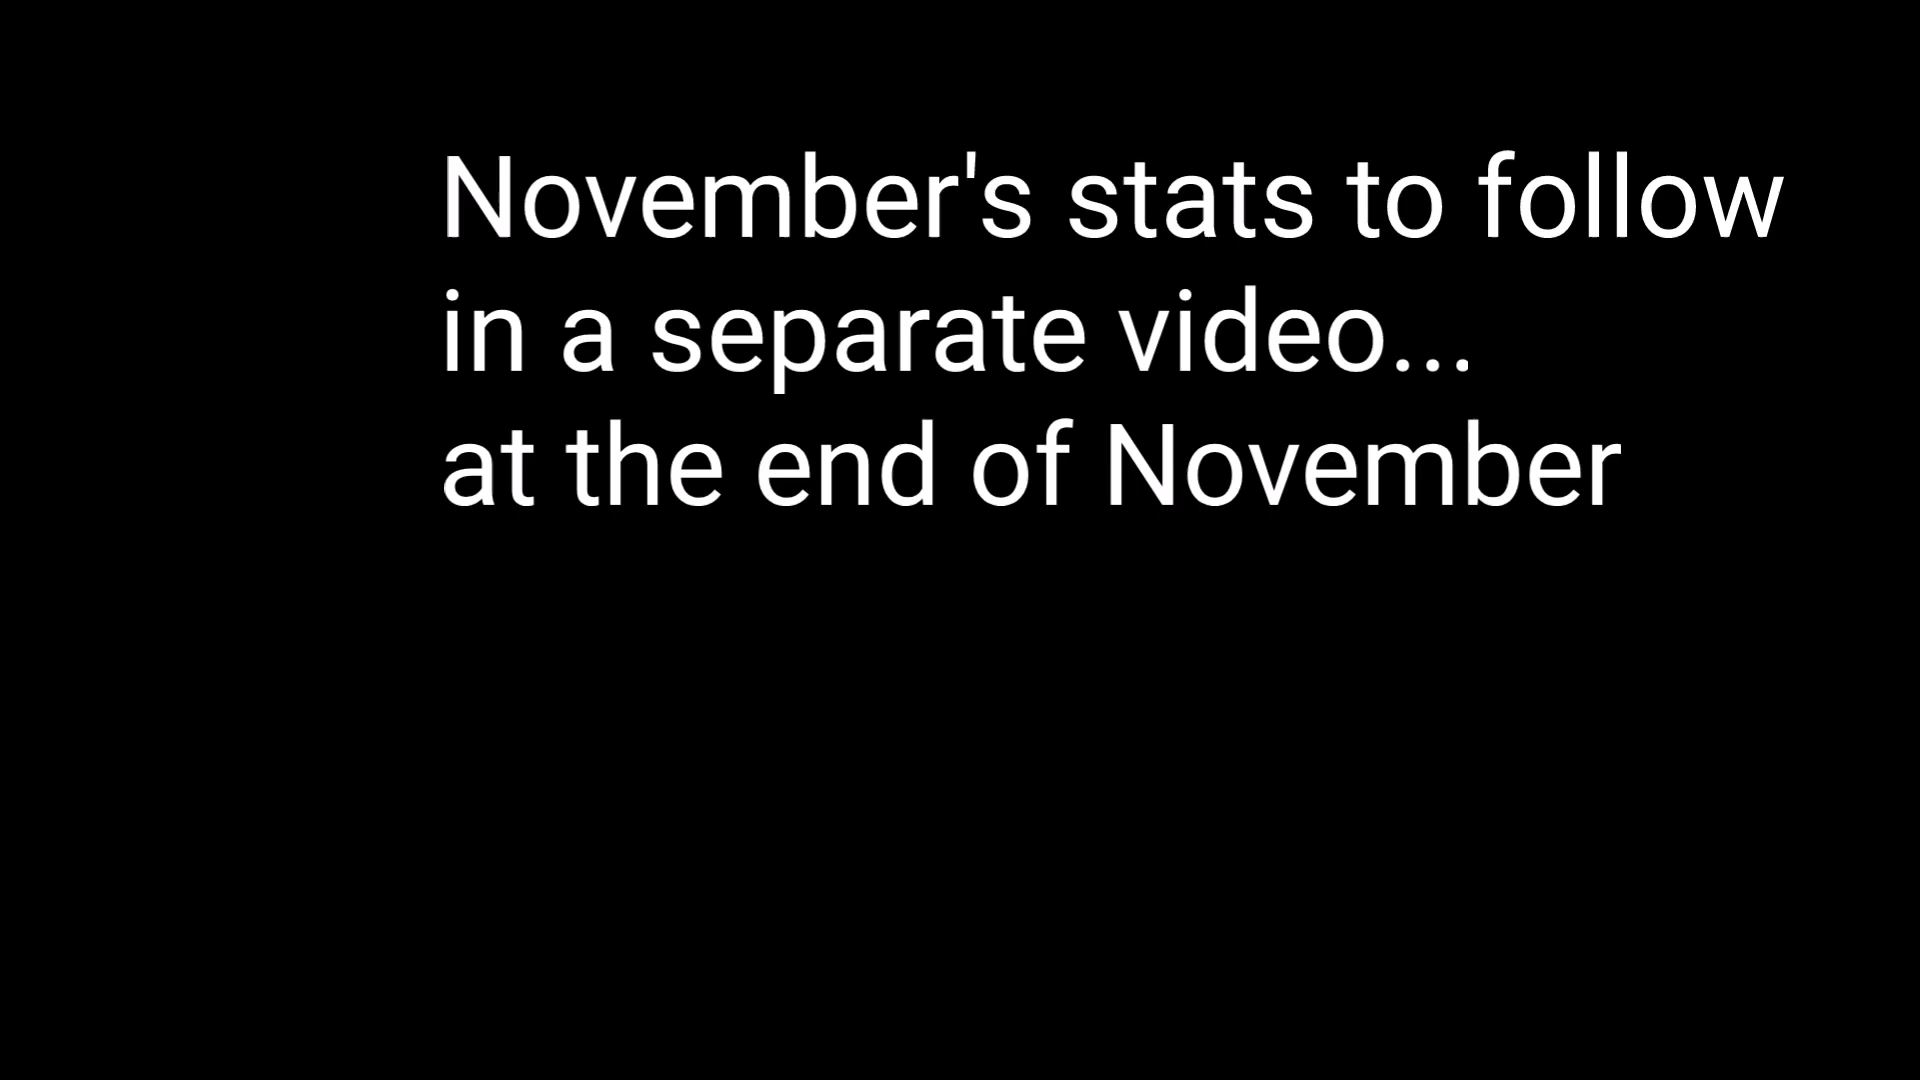 November's stats to follow
in a separate video...
at the end of November